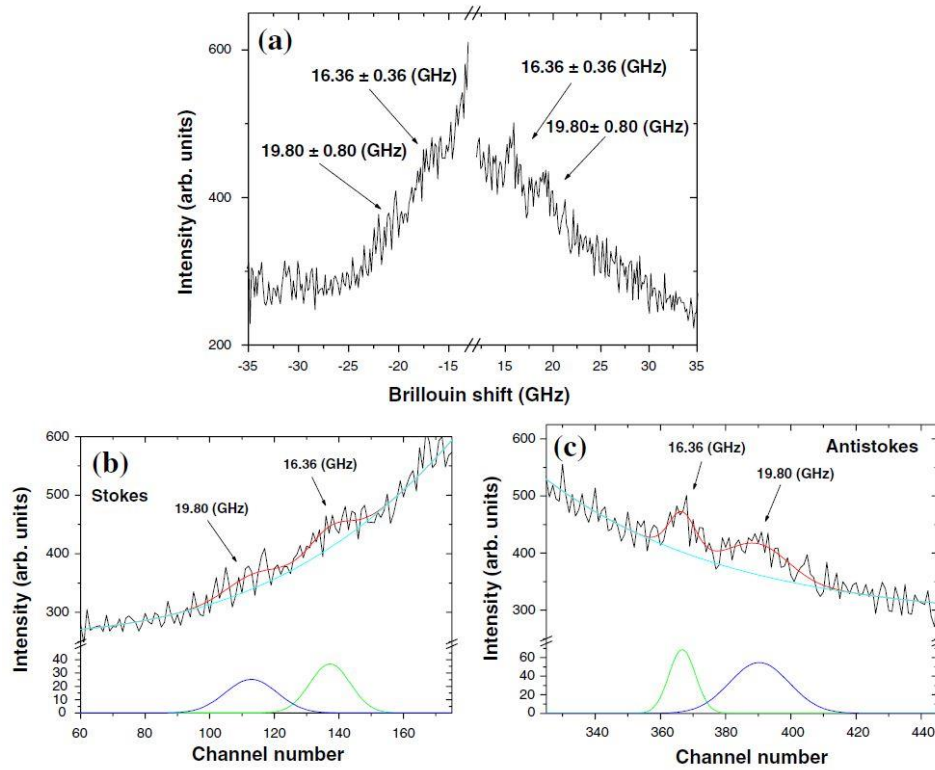 (a)
600
400
200
Intensity (arb. units)
16.36 ± 0.36 (GHz)
19.80 ± 0.80 (GHz)
16.36 ± 0.36 (GHz)
19.80± 0.80 (GHz)
-35 -30 -25 -20 -15 15 20 25 30 35
Brillouin shift (GHz)
(b)
Stokes
600
500
400
300
40
30
20
10
0
Intensity (arb. units)
19.80 (GHz)
16.36 (GHz)
60 80 100 120 140 160
Channel number
(c)
Antistokes
600
500
400
300
60
40
20
0
Intensity (arb. units)
16.36 (GHz)
19.80 (GHz)
340 360 380 400 420 440
Channel number